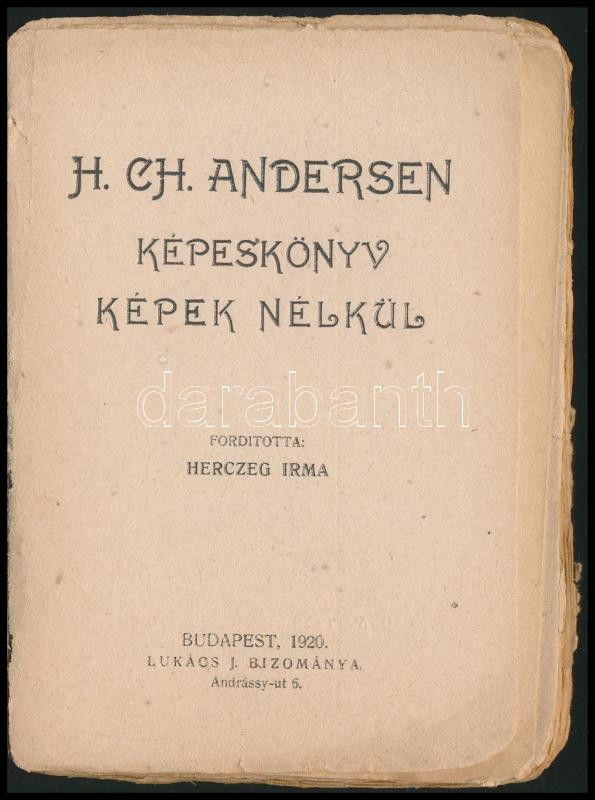 H. CH. ANDERSEN
KÉPESKÖNYV
KÉPEK NÉLKÜL
darabanth
FORDITOTTA:
HERCZEG IRMA
BUDAPEST, 1920.
LUKÁCS J. BIZOMÁNYA.
Andrássy-ut 6.